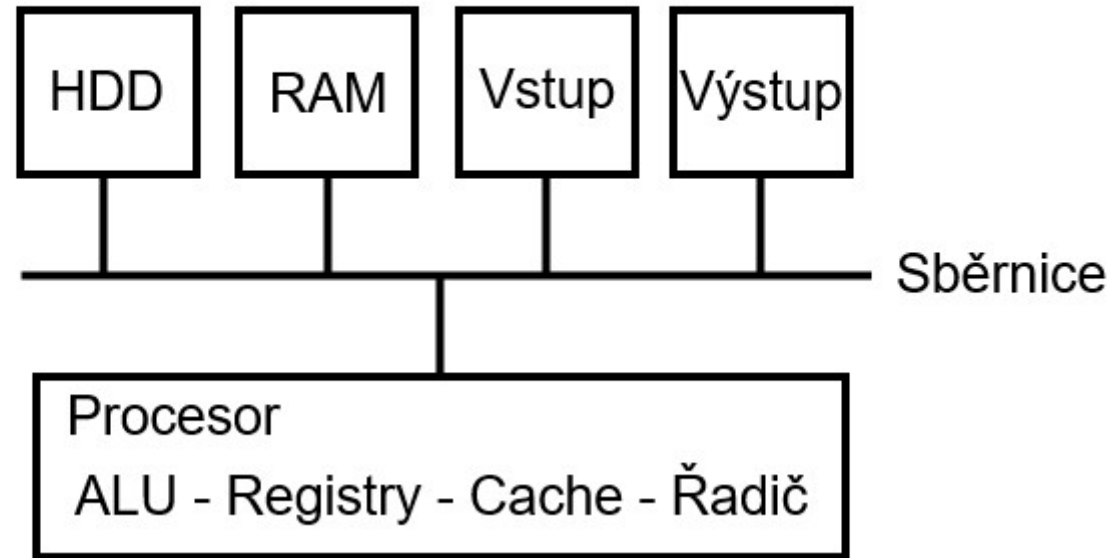 HDD
RAM
Vstup
Výstup
Sběrnice
Procesor
ALU - Registry - Cache - Řadič